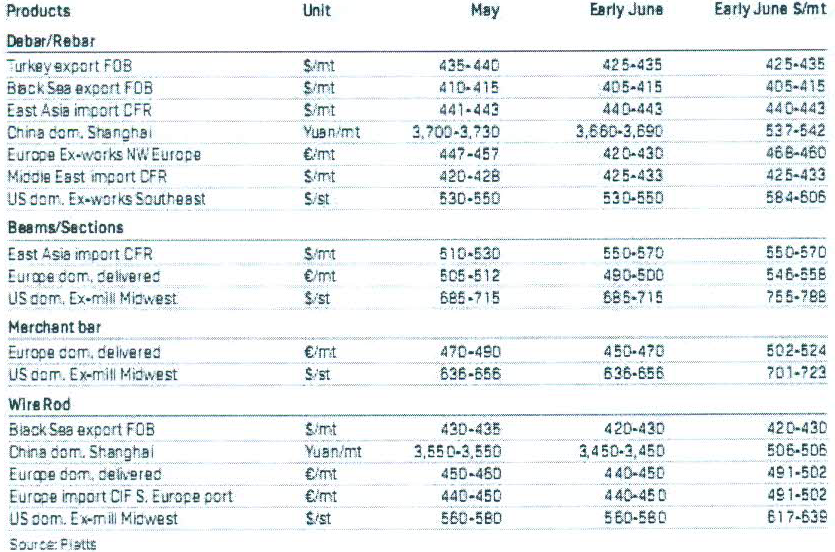 Products Unit May Early June Early June $/mt
Debar/Rebar
Turkey export FOB $/mt 435-440 425-435 425-435
Black Sea export FOB $/mt 410-415 405-415 405-415
East Asia import CFR $/mt 441-443 440-443 440-443
China dom. Shanghai Yuan/mt 3,700-3,730 3,660-3,690 537-542
Europe Ex-works NW Europe €/mt 447-457 420-430 468-460
Middle East import CFR $/mt 420-428 425-433 425-433
US dom. Ex-works Southeast $/st 530-550 530-550 584-606
Beams/Sections
East Asia import CFR $/mt 510-530 550-570 550-570
Europe dom. delivered €/mt 505-512 490-500 546-558
US dom. Ex-mill Midwest $/st 685-715 685-715 755-788
Merchant bar
Europe dom. delivered €/mt 470-490 450-470 502-524
US dom. Ex-mill Midwest $/st 636-656 636-656 701-723
Wire Rod
Black Sea export FOB $/mt 430-435 420-430 420-430
China dom. Shanghai Yuan/mt 3,550-3,550 3,450-3,450 506-506
Europe dom. delivered €/mt 450-460 440-450 491-502
Europe import CIF S. Europe port €/mt 440-450 440-450 491-502
US dom. Ex-mill Midwest $/st 560-580 560-580 617-639
Source: Platts